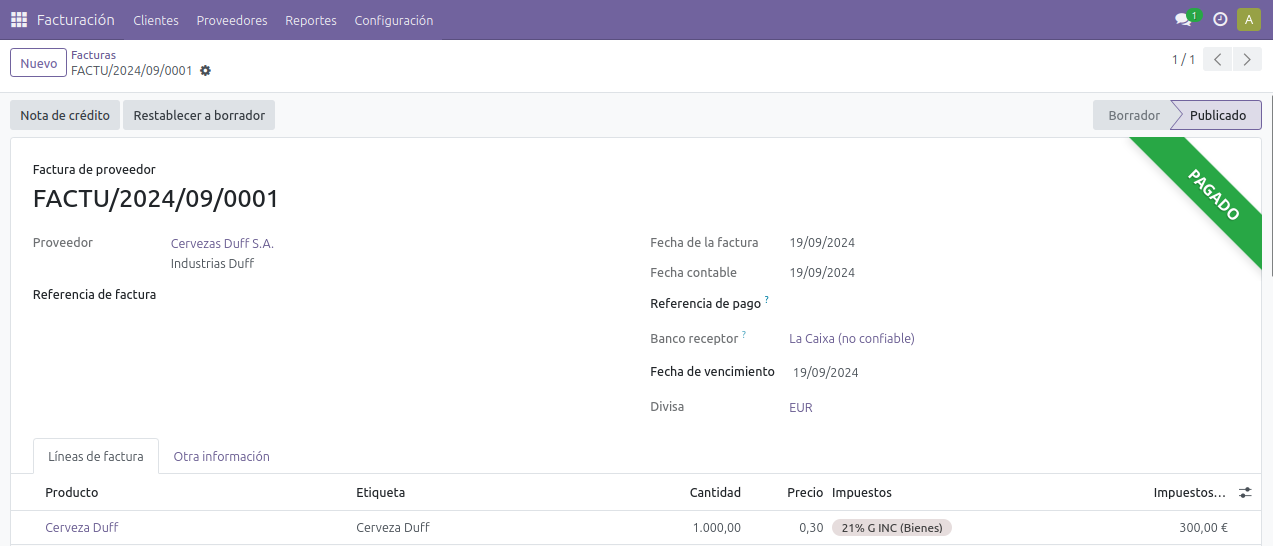 Facturación Clientes Proveedores Reportes Configuración 1 A
Nuevo
Facturas
FACTU/2024/09/0001
1 / 1
Nota de crédito Restablecer a borrador Borrador Publicado
PAGADO
Factura de proveedor
FACTU/2024/09/0001
Proveedor Cervezas Duff S.A.
Industrias Duff
Referencia de factura
Fecha de la factura 19/09/2024
Fecha contable 19/09/2024
Referencia de pago ?
Banco receptor ? La Caixa (no confiable)
Fecha de vencimiento 19/09/2024
Divisa EUR
Líneas de factura Otra información
Producto Etiqueta Cantidad Precio Impuestos Impuestos...
Cerveza Duff Cerveza Duff 1.000,00 0,30 21% G INC (Bienes) 300,00 €